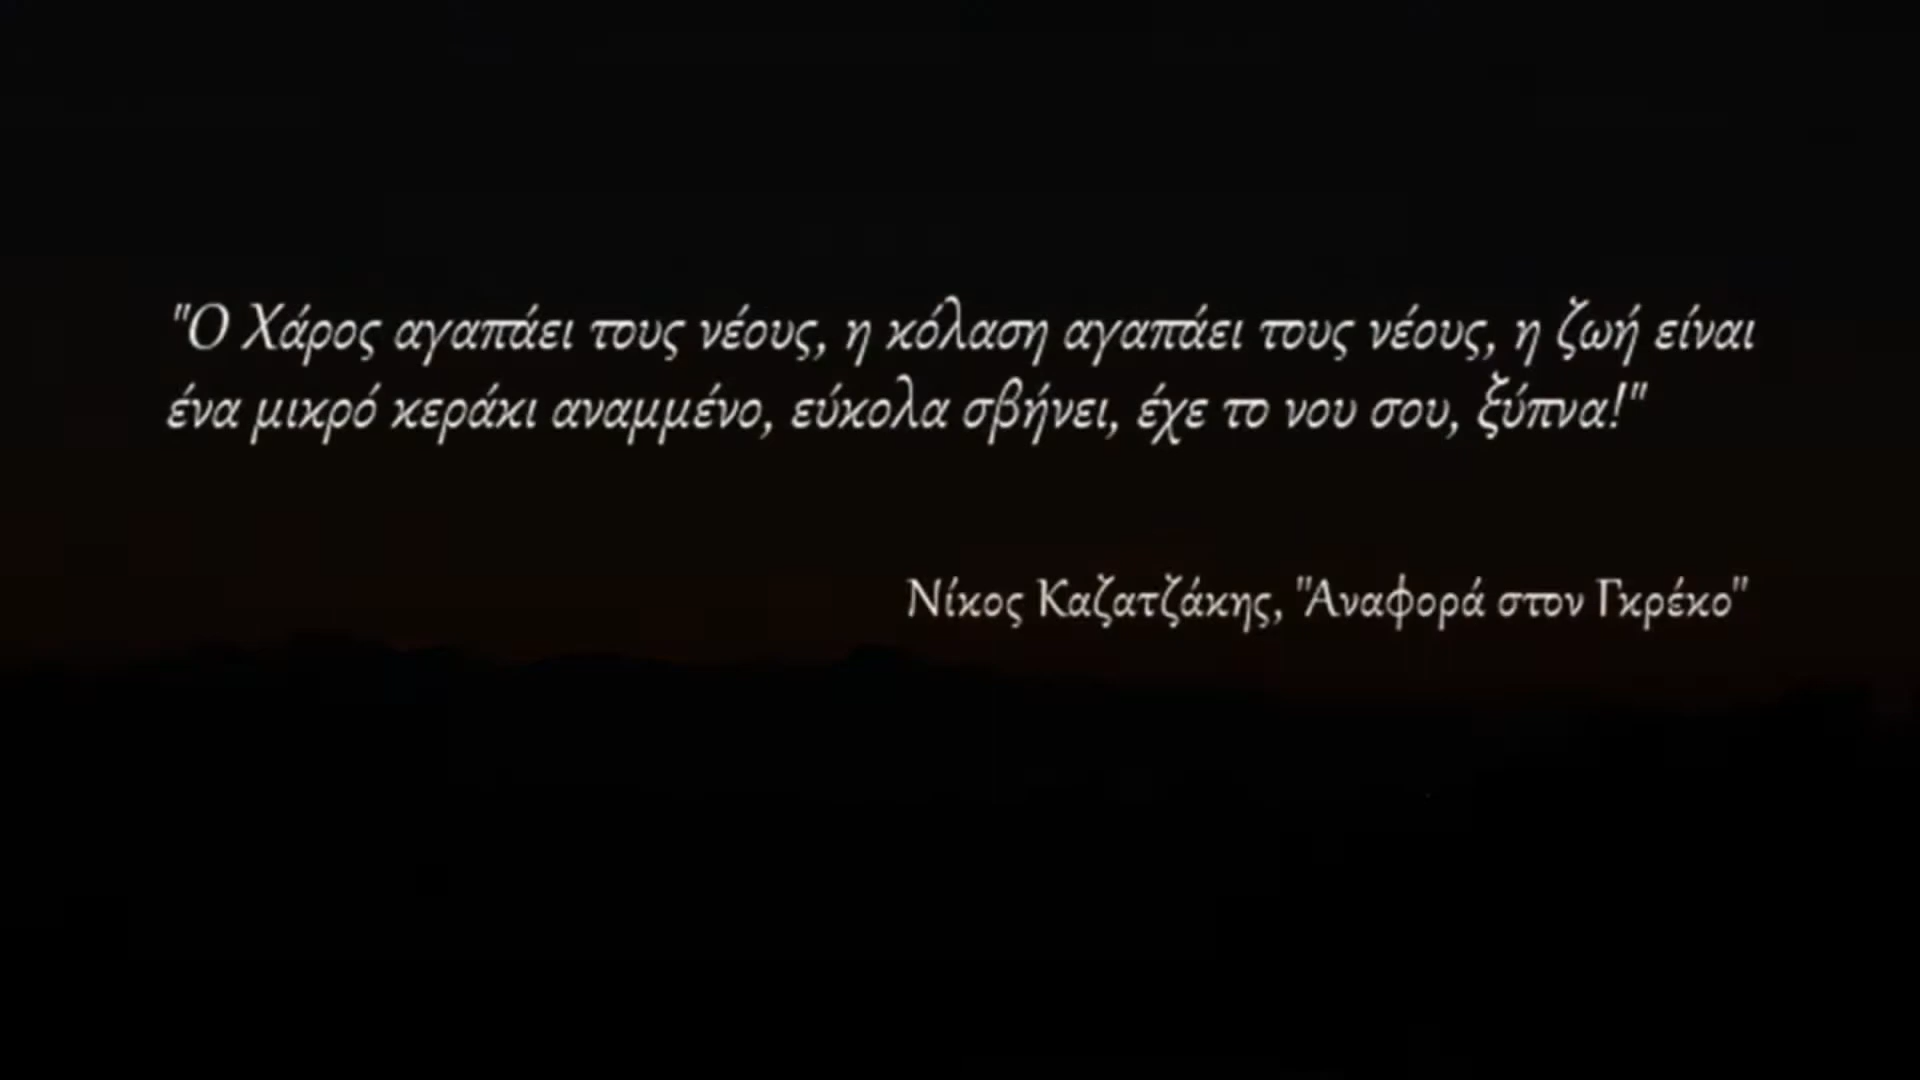 "Ο Χάρος αγαπάει τους νέους, η κόλαση αγαπάει τους νέους, η ζωή είναι
ένα μικρό κεράκι αναμμένο, εύκολα σβήνει, έχε το νου σου, ξύπνα!"
Νίκος Καζατζάκης, "Αναφορά στον Γκρέκο"